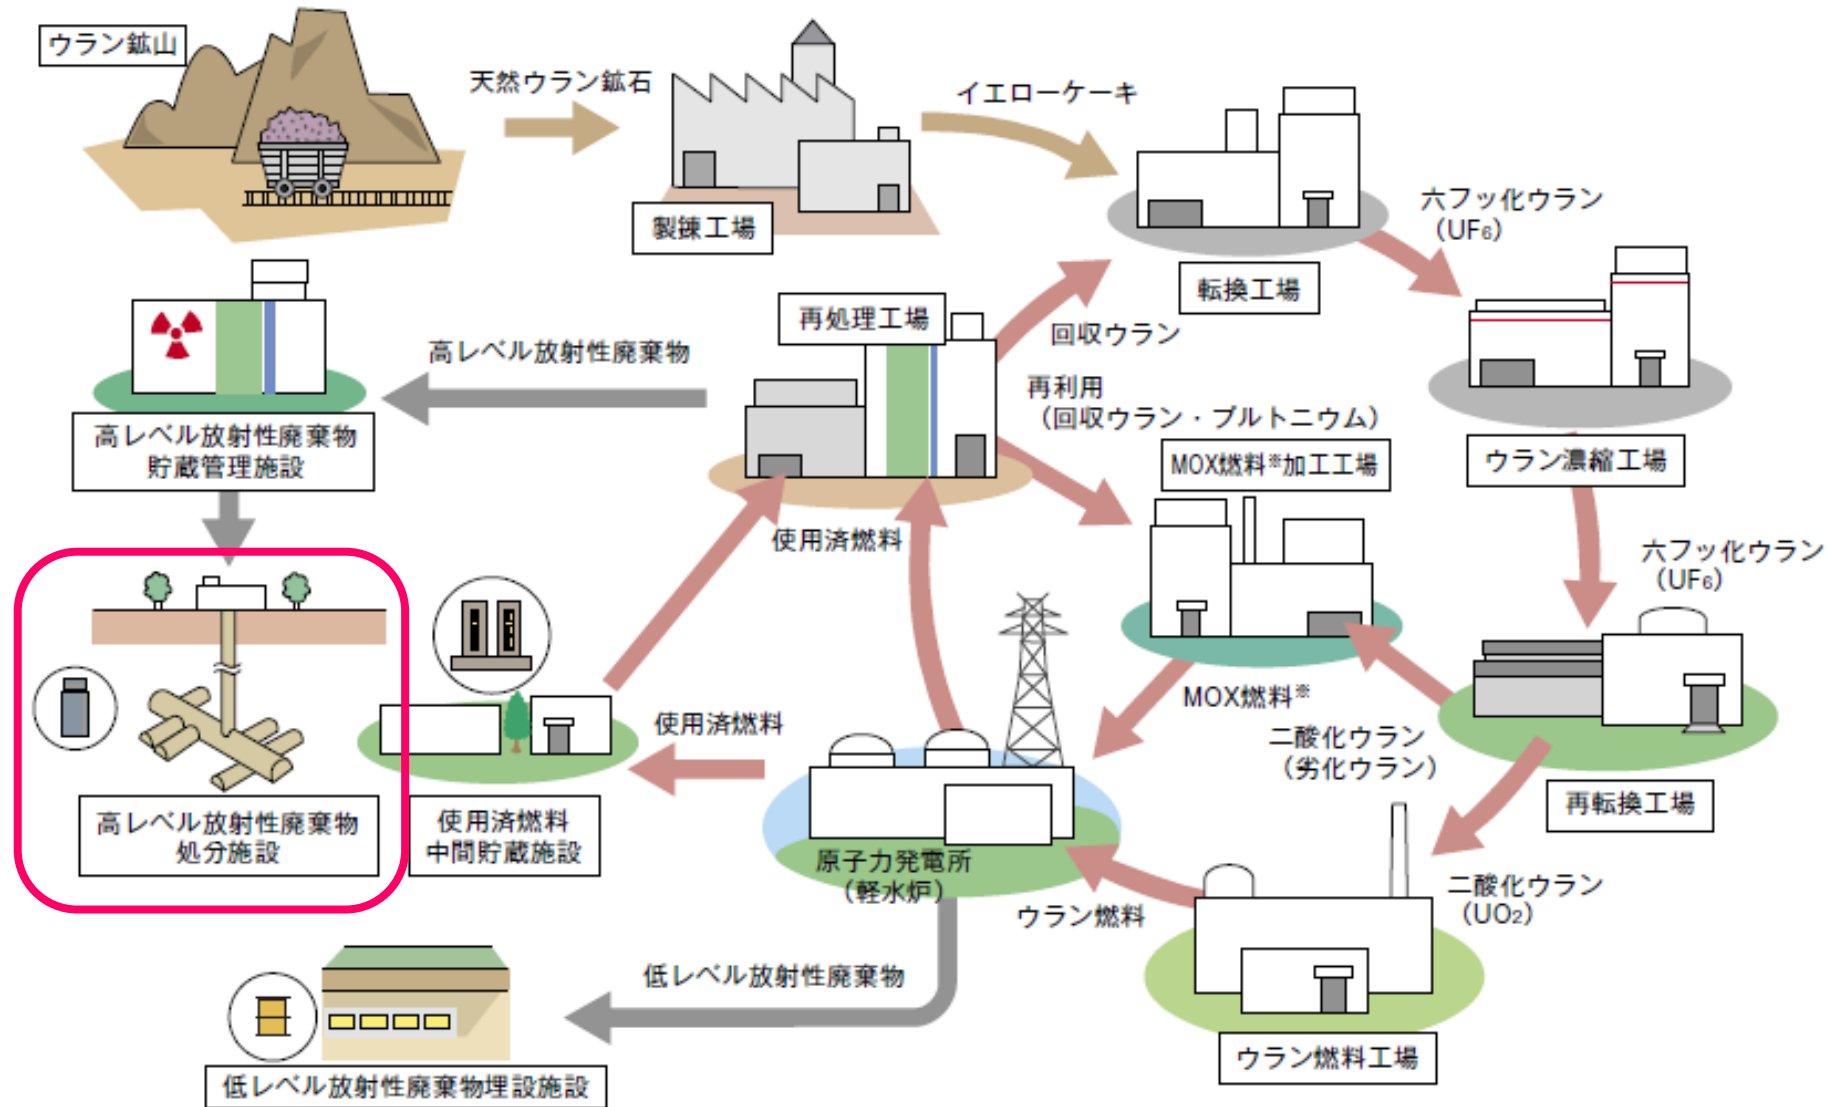 ウラン鉱山
天然ウラン鉱石
イエローケーキ
製錬工場
六フッ化ウラン
(UF₆)
転換工場
再処理工場
回収ウラン
高レベル放射性廃棄物
再利用
(回収ウラン・プルトニウム)
高レベル放射性廃棄物
貯蔵管理施設
MOX燃料※加工工場
ウラン濃縮工場
使用済燃料
六フッ化ウラン
(UF₆)
MOX燃料※
使用済燃料
二酸化ウラン
(劣化ウラン)
再転換工場
高レベル放射性廃棄物
処分施設
使用済燃料
中間貯蔵施設
原子力発電所
(軽水炉)
ウラン燃料
二酸化ウラン
(UO₂)
低レベル放射性廃棄物
ウラン燃料工場
低レベル放射性廃棄物埋設施設